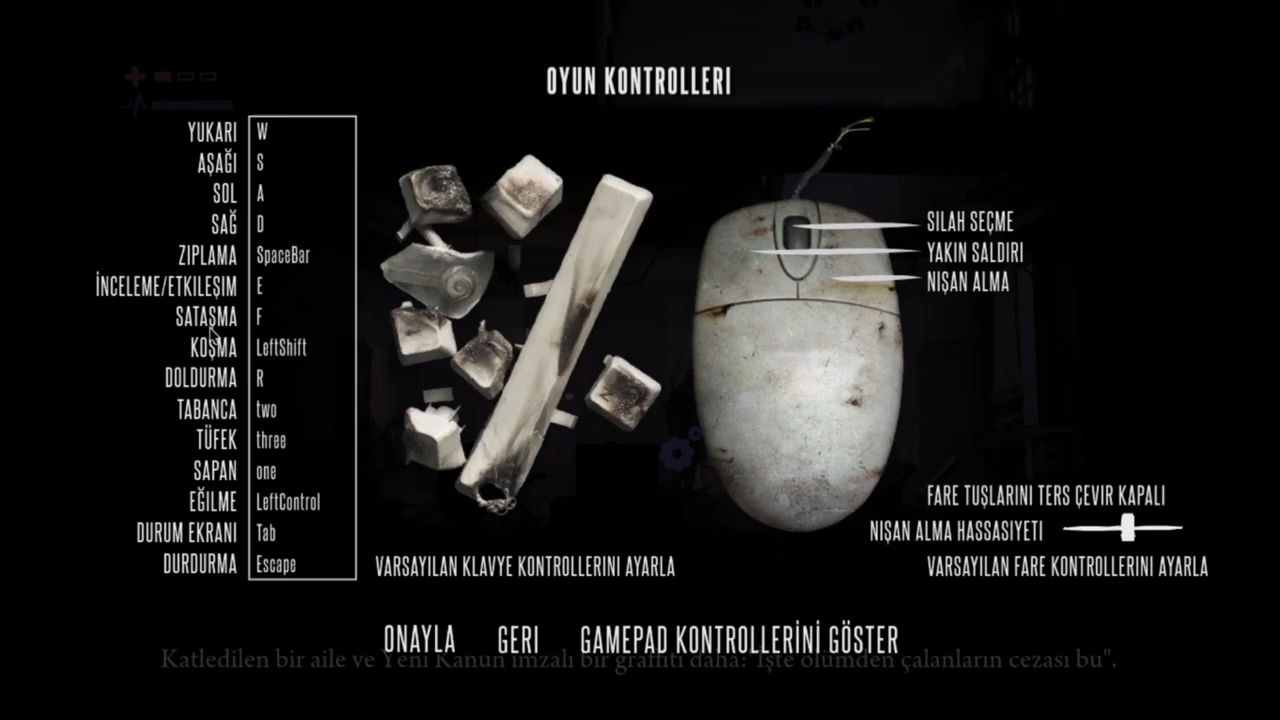 OYUN KONTROLLERI
YUKARI W
AŞAĞI S
SOL A
SAĞ D
ZIPLAMA SpaceBar
İNCELEME/ETKILEŞIM E
SATAŞMA F
KOŞMA LeftShift
DOLDURMA R
TABANCA two
TÜFEK three
SAPAN one
EĞILME LeftControl
DURUM EKRANI Tab
DURDURMA Escape
SILAH SEÇME
YAKIN SALDIRI
NIŞAN ALMA
FARE TUŞLARINI TERS ÇEVIR KAPALI
NIŞAN ALMA HASSASIYETI
VARSAYILAN KLAVYE KONTROLLERINI AYARLA
VARSAYILAN FARE KONTROLLERINI AYARLA
ONAYLA GERI GAMEPAD KONTROLLERİNİ GÖSTER
Katledilen bir aile ve Yeni Kanun imzalı bir graffiti daha: "İşte ölümden çalanların cezası bu".